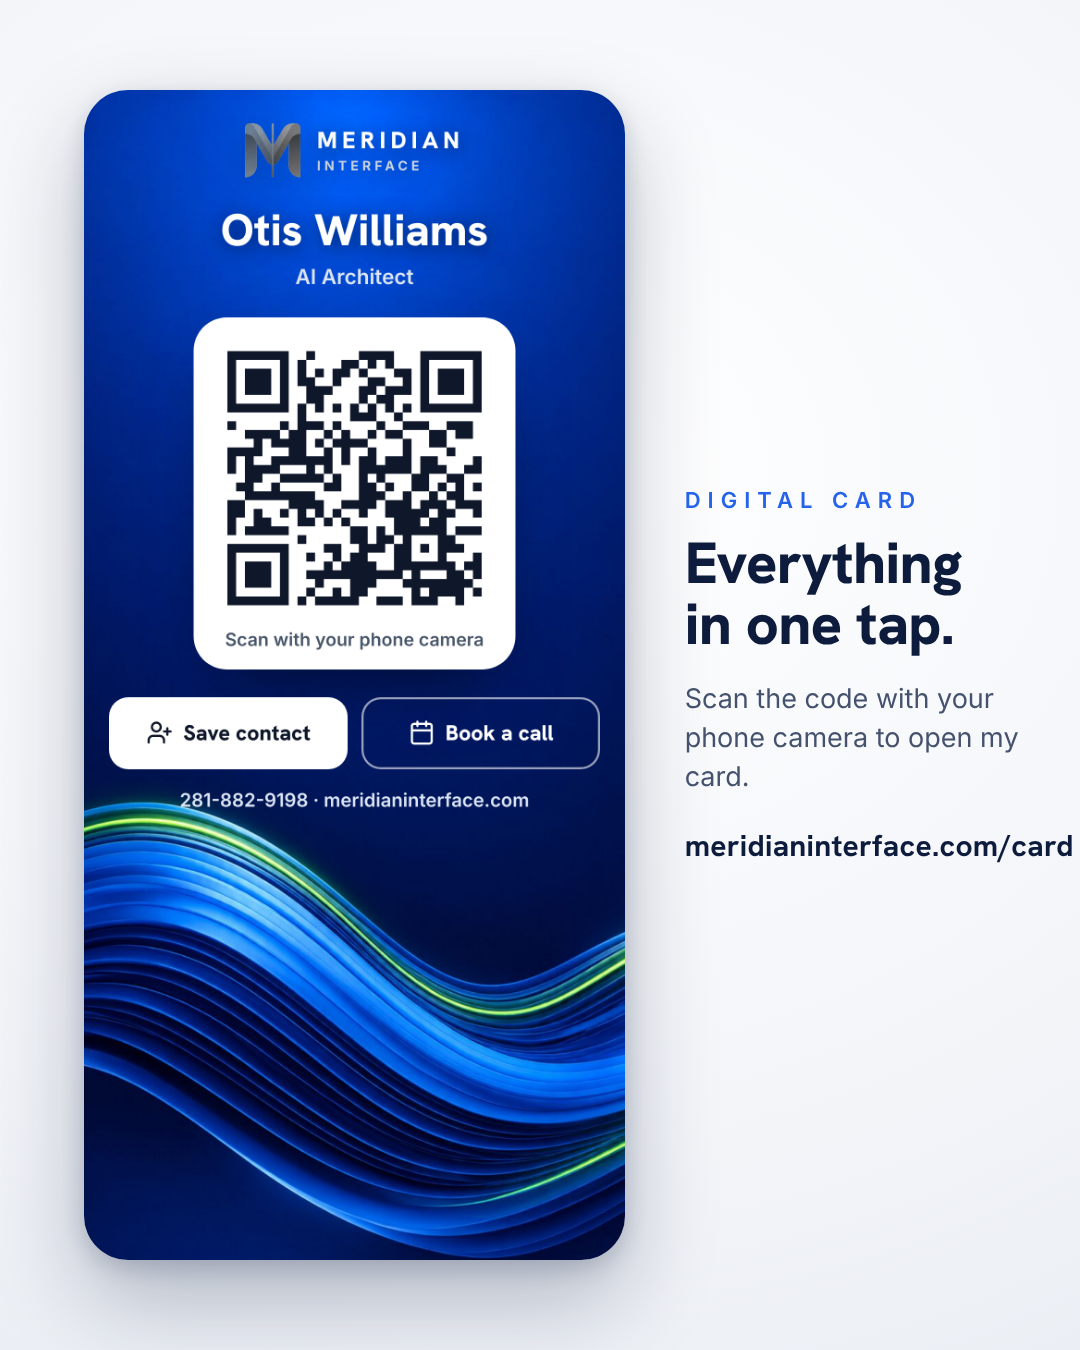 MERIDIAN
INTERFACE
Otis Williams
AI Architect
Scan with your phone camera
Save contact
Book a call
281-882-9198 · meridianinterface.com
DIGITAL CARD
Everything
in one tap.
Scan the code with your
phone camera to open my
card.
meridianinterface.com/card